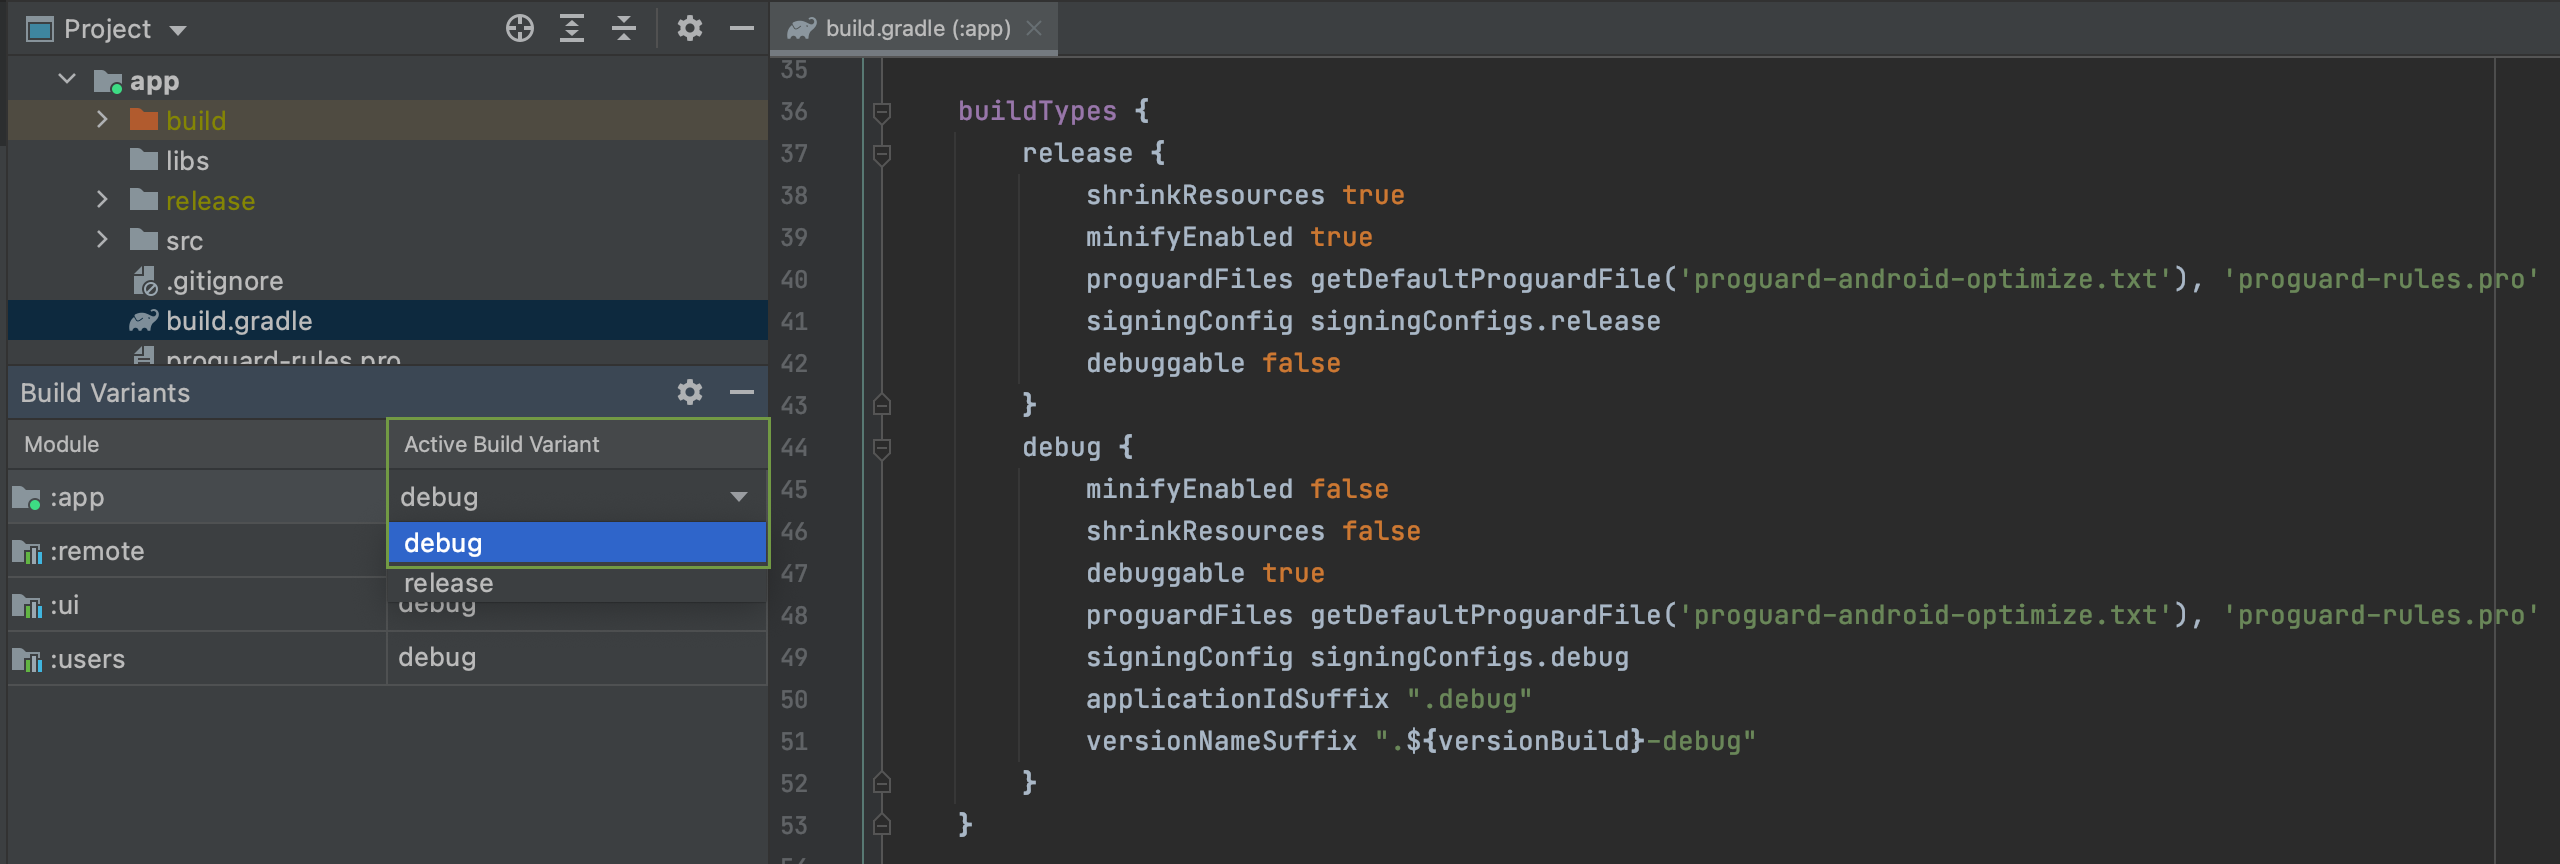 Project
app
build
libs
release
src
.gitignore
build.gradle
proguard-rules.pro
Build Variants
Module
Active Build Variant
:app
debug
debug
:remote
release
:ui
debug
:users
debug
build.gradle (:app)
35
36 buildTypes {
37 release {
38 shrinkResources true
39 minifyEnabled true
40 proguardFiles getDefaultProguardFile('proguard-android-optimize.txt'), 'proguard-rules.pro'
41 signingConfig signingConfigs.release
42 debuggable false
43 }
44 debug {
45 minifyEnabled false
46 shrinkResources false
47 debuggable true
48 proguardFiles getDefaultProguardFile('proguard-android-optimize.txt'), 'proguard-rules.pro'
49 signingConfig signingConfigs.debug
50 applicationIdSuffix ".debug"
51 versionNameSuffix ".${versionBuild}-debug"
52 }
53 }
54